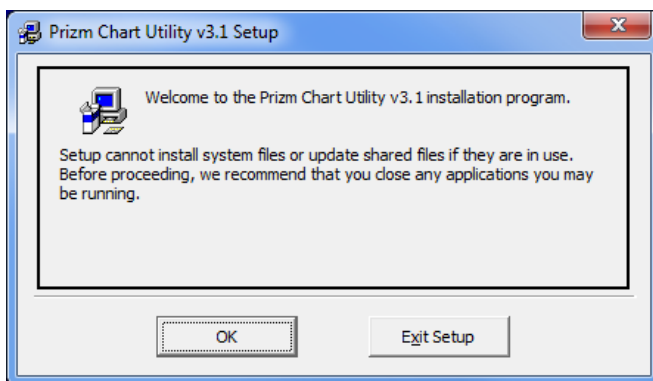 Prizm Chart Utility v3.1 Setup
Welcome to the Prizm Chart Utility v3.1 installation program.
Setup cannot install system files or update shared files if they are in use.
Before proceeding, we recommend that you close any applications you may
be running.
OK
Exit Setup